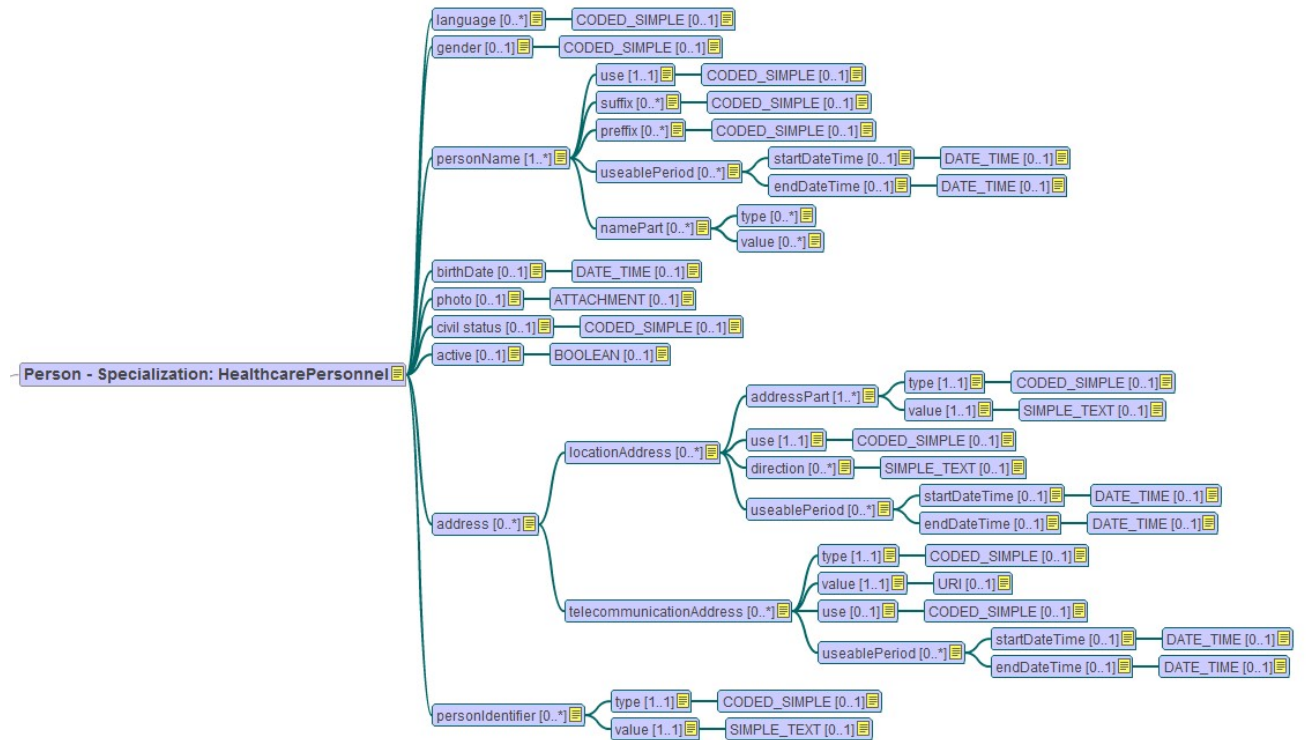 language [0..*] CODED_SIMPLE [0..1]
gender [0..1] CODED_SIMPLE [0..1]
use [1..1] CODED_SIMPLE [0..1]
suffix [0..*] CODED_SIMPLE [0..1]
preffix [0..*] CODED_SIMPLE [0..1]
personName [1..*]
useablePeriod [0..*]
startDateTime [0..1] DATE_TIME [0..1]
endDateTime [0..1] DATE_TIME [0..1]
namePart [0..*]
type [0..*]
value [0..*]
birthDate [0..1] DATE_TIME [0..1]
photo [0..1] ATTACHMENT [0..1]
civil status [0..1] CODED_SIMPLE [0..1]
active [0..1] BOOLEAN [0..1]
Person - Specialization: HealthcarePersonnel
address [0..*]
locationAddress [0..*]
addressPart [1..*]
type [1..1] CODED_SIMPLE [0..1]
value [1..1] SIMPLE_TEXT [0..1]
use [1..1] CODED_SIMPLE [0..1]
direction [0..*] SIMPLE_TEXT [0..1]
useablePeriod [0..*]
startDateTime [0..1] DATE_TIME [0..1]
endDateTime [0..1] DATE_TIME [0..1]
telecommunicationAddress [0..*]
type [1..1] CODED_SIMPLE [0..1]
value [1..1] URI [0..1]
use [0..1] CODED_SIMPLE [0..1]
useablePeriod [0..*]
startDateTime [0..1] DATE_TIME [0..1]
endDateTime [0..1] DATE_TIME [0..1]
personIdentifier [0..*]
type [1..1] CODED_SIMPLE [0..1]
value [1..1] SIMPLE_TEXT [0..1]